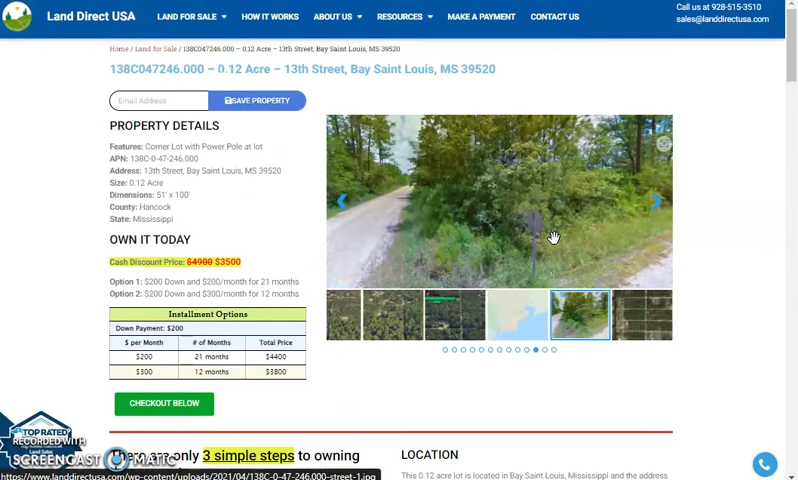 Land Direct USA
LAND FOR SALE
HOW IT WORKS
ABOUT US
RESOURCES
MAKE A PAYMENT
CONTACT US
Call us at 928-515-3510
sales@landdirectusa.com
Home / Land for Sale / 138C047246.000 – 0.12 Acre – 13th Street, Bay Saint Louis, MS 39520
138C047246.000 – 0.12 Acre – 13th Street, Bay Saint Louis, MS 39520
Email Address
SAVE PROPERTY
PROPERTY DETAILS
Features: Corner Lot with Power Pole at lot
APN: 138C-0-47-246.000
Address: 13th Street, Bay Saint Louis, MS 39520
Size: 0.12 Acre
Dimensions: 51' x 100'
County: Hancock
State: Mississippi
OWN IT TODAY
Cash Discount Price: $4900 $3500
Option 1: $200 Down and $200/month for 21 months
Option 2: $200 Down and $300/month for 12 months
Installment Options
Down Payment: $200
$ per Month # of Months Total Price
$200 21 months $4400
$300 12 months $3800
CHECKOUT BELOW
TOP RATED
Land Sales
RECORDED WITH
SCREENCAST MATIC
There are only 3 simple steps to owning
LOCATION
This 0.12 acre lot is located in Bay Saint Louis, Mississippi and the address
https://www.landdirectusa.com/wp-content/uploads/2021/04/138C-0-47-246.000-street-1.jpg